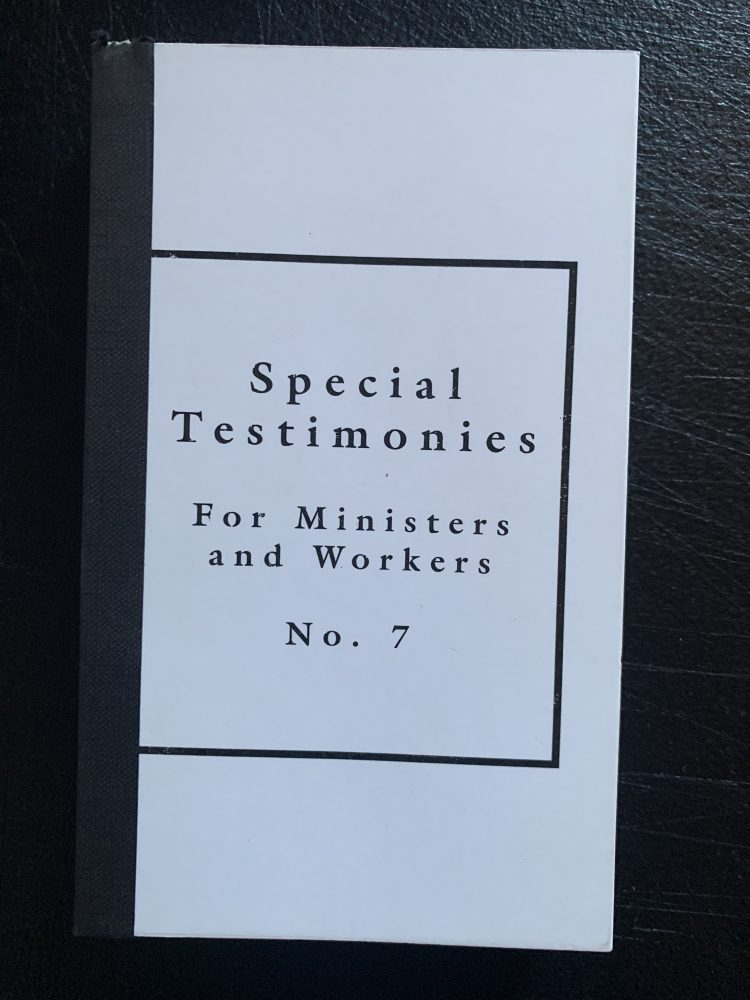 Special
Testimonies
For Ministers
and Workers
No. 7